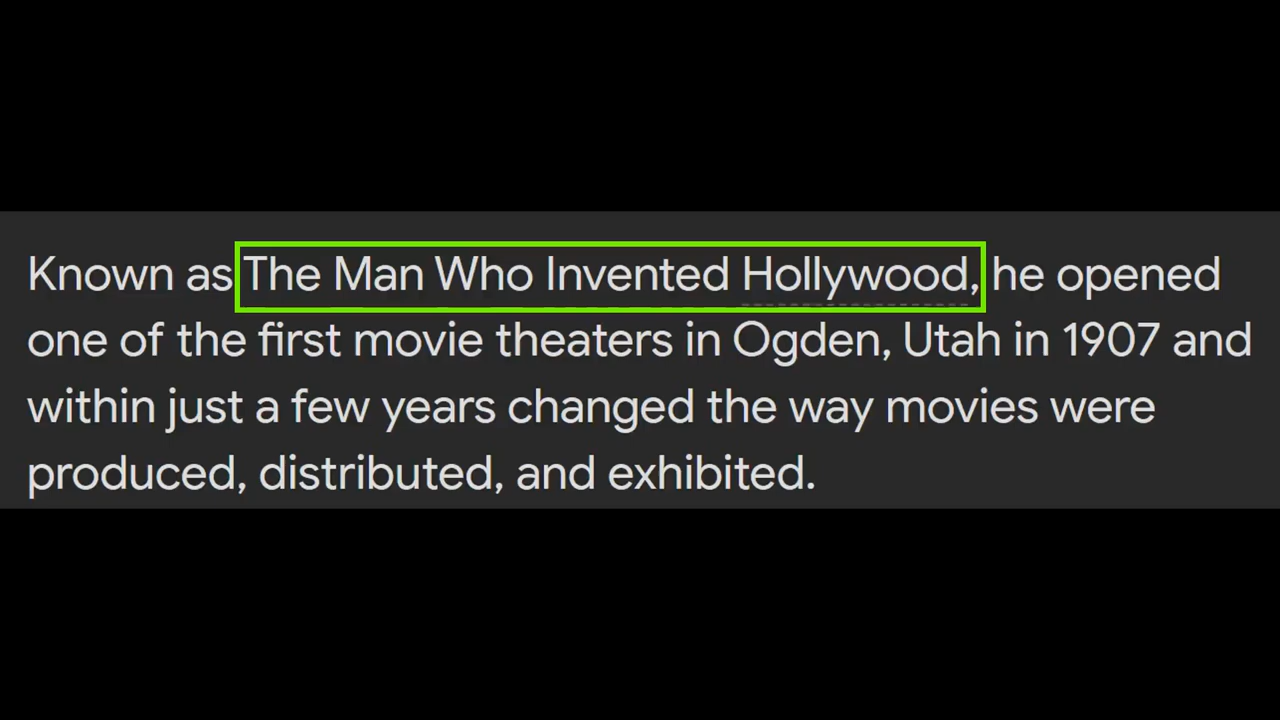 Known as The Man Who Invented Hollywood, he opened
one of the first movie theaters in Ogden, Utah in 1907 and
within just a few years changed the way movies were
produced, distributed, and exhibited.